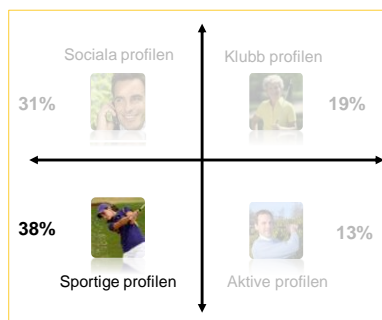 Sociala profilen
Klubb profilen
31%
19%
38%
13%
Sportige profilen
Aktive profilen